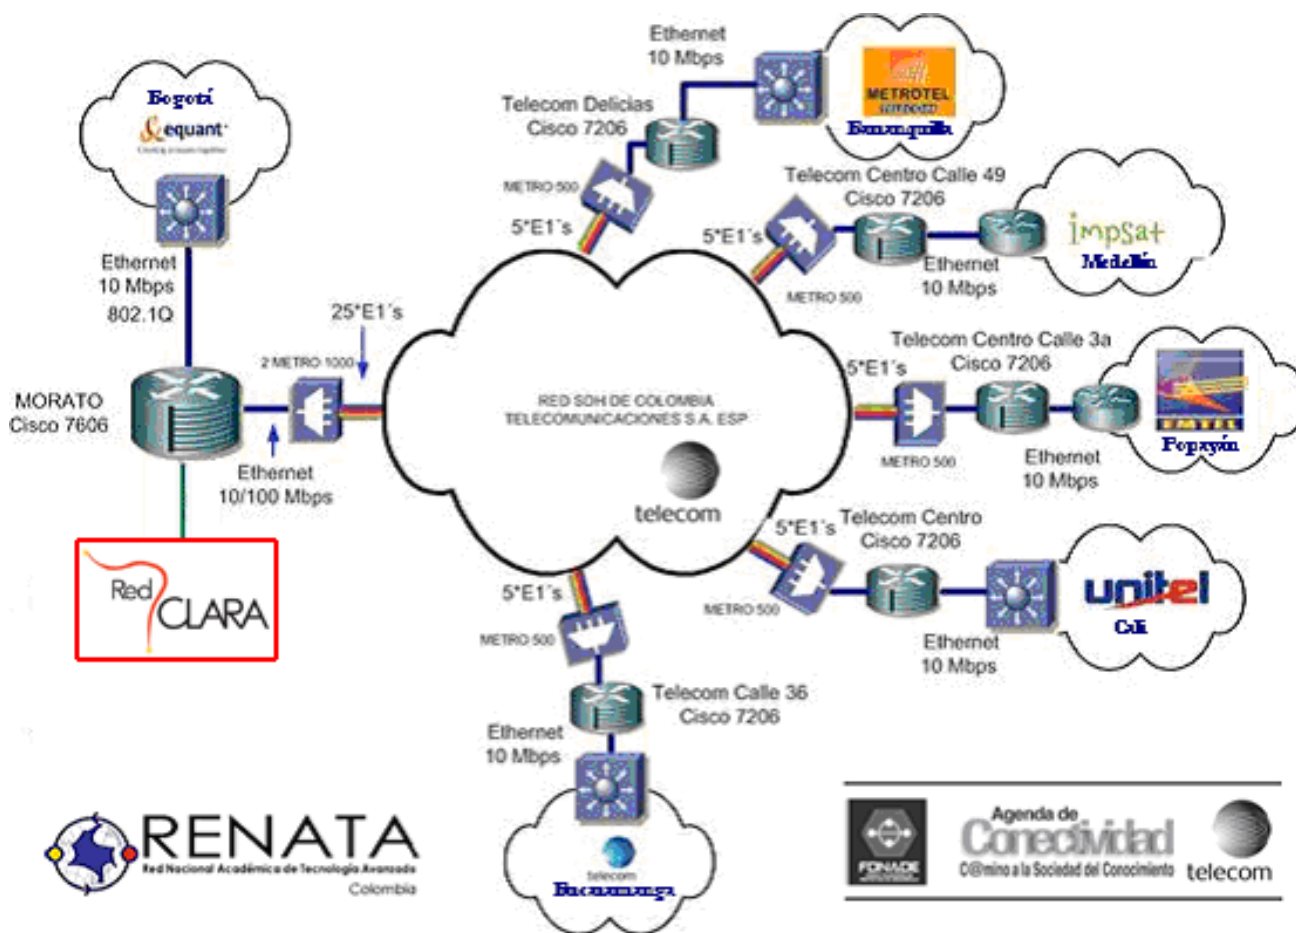 Bogotá
equant
Ethernet
10 Mbps
802.1Q
MORATO
Cisco 7606
Ethernet
10/100 Mbps
2 METRO 1000
25*E1´s
Red
CLARA
RED SDH DE COLOMBIA
TELECOMUNICACIONES S.A. ESP
telecom
Ethernet
10 Mbps
METROTEL
Barranquilla
Telecom Delicias
Cisco 7206
METRO 500
5*E1´s
Telecom Centro Calle 49
Cisco 7206
5*E1´s
METRO 500
Ethernet
10 Mbps
impsat
Medellín
Telecom Centro Calle 3a
Cisco 7206
5*E1´s
METRO 500
Ethernet
10 Mbps
EMTEL
Popayán
Telecom Centro
Cisco 7206
5*E1´s
METRO 500
Ethernet
10 Mbps
unitel
Cali
5*E1´s
METRO 500
Telecom Calle 36
Cisco 7206
Ethernet
10 Mbps
telecom
Bucaramanga
RENATA
Red Nacional Académica de Tecnología Avanzada
Colombia
FONADE
Agenda de
Conectividad
C@mino a la Sociedad del Conocimiento
telecom